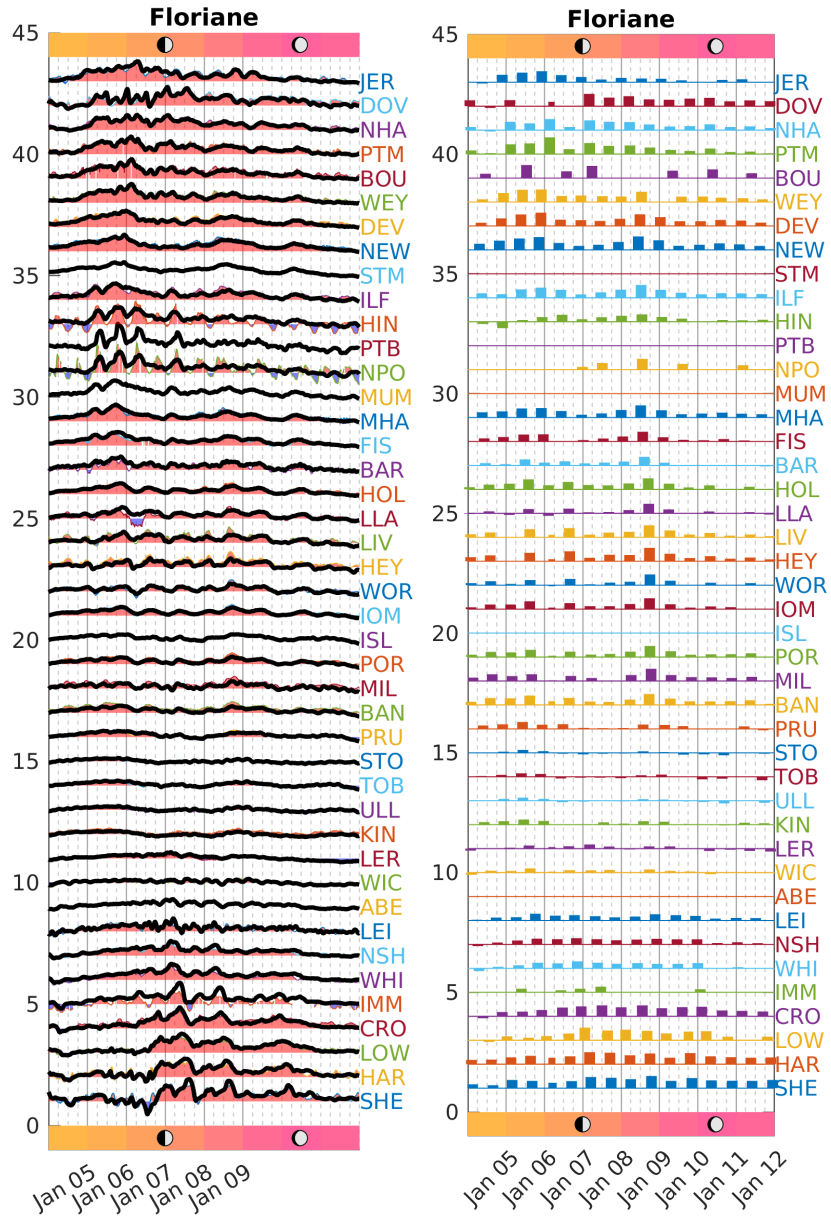 Floriane
45
40
35
30
25
20
15
10
5
0
JER
DOV
NHA
PTM
BOU
WEY
DEV
NEW
STM
ILF
HIN
PTB
NPO
MUM
MHA
FIS
BAR
HOL
LLA
LIV
HEY
WOR
IOM
ISL
POR
MIL
BAN
PRU
STO
TOB
ULL
KIN
LER
WIC
ABE
LEI
NSH
WHI
IMM
CRO
LOW
HAR
SHE
Jan 05
Jan 06
Jan 07
Jan 08
Jan 09
Floriane
45
40
35
30
25
20
15
10
5
0
JER
DOV
NHA
PTM
BOU
WEY
DEV
NEW
STM
ILF
HIN
PTB
NPO
MUM
MHA
FIS
BAR
HOL
LLA
LIV
HEY
WOR
IOM
ISL
POR
MIL
BAN
PRU
STO
TOB
ULL
KIN
LER
WIC
ABE
LEI
NSH
WHI
IMM
CRO
LOW
HAR
SHE
Jan 05
Jan 06
Jan 07
Jan 08
Jan 09
Jan 10
Jan 11
Jan 12